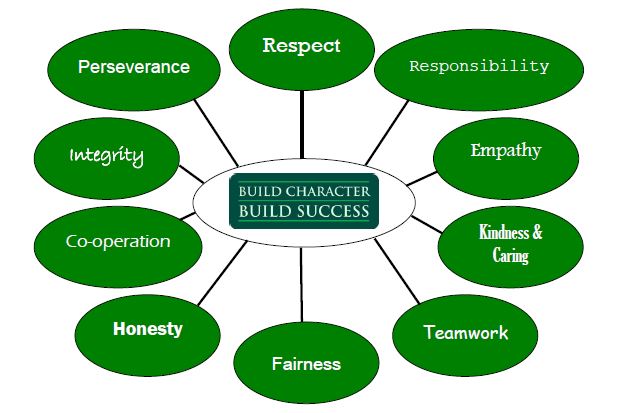 Respect
Perseverance
Responsibility
Integrity
Empathy
BUILD CHARACTER
BUILD SUCCESS
Co-operation
Kindness &
Caring
Honesty
Teamwork
Fairness